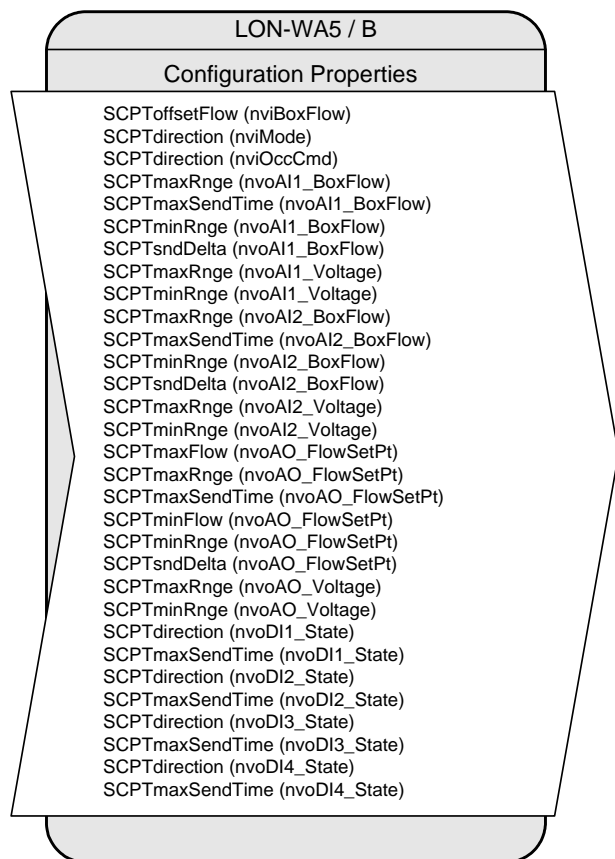 LON-WA5 / B
Configuration Properties
SCPToffsetFlow (nviBoxFlow)
SCPTdirection (nviMode)
SCPTdirection (nviOccCmd)
SCPTmaxRnge (nvoAI1_BoxFlow)
SCPTmaxSendTime (nvoAI1_BoxFlow)
SCPTminRnge (nvoAI1_BoxFlow)
SCPTsndDelta (nvoAI1_BoxFlow)
SCPTmaxRnge (nvoAI1_Voltage)
SCPTminRnge (nvoAI1_Voltage)
SCPTmaxRnge (nvoAI2_BoxFlow)
SCPTmaxSendTime (nvoAI2_BoxFlow)
SCPTminRnge (nvoAI2_BoxFlow)
SCPTsndDelta (nvoAI2_BoxFlow)
SCPTmaxRnge (nvoAI2_Voltage)
SCPTminRnge (nvoAI2_Voltage)
SCPTmaxFlow (nvoAO_FlowSetPt)
SCPTmaxRnge (nvoAO_FlowSetPt)
SCPTmaxSendTime (nvoAO_FlowSetPt)
SCPTminFlow (nvoAO_FlowSetPt)
SCPTminRnge (nvoAO_FlowSetPt)
SCPTsndDelta (nvoAO_FlowSetPt)
SCPTmaxRnge (nvoAO_Voltage)
SCPTminRnge (nvoAO_Voltage)
SCPTdirection (nvoDI1_State)
SCPTmaxSendTime (nvoDI1_State)
SCPTdirection (nvoDI2_State)
SCPTmaxSendTime (nvoDI2_State)
SCPTdirection (nvoDI3_State)
SCPTmaxSendTime (nvoDI3_State)
SCPTdirection (nvoDI4_State)
SCPTmaxSendTime (nvoDI4_State)